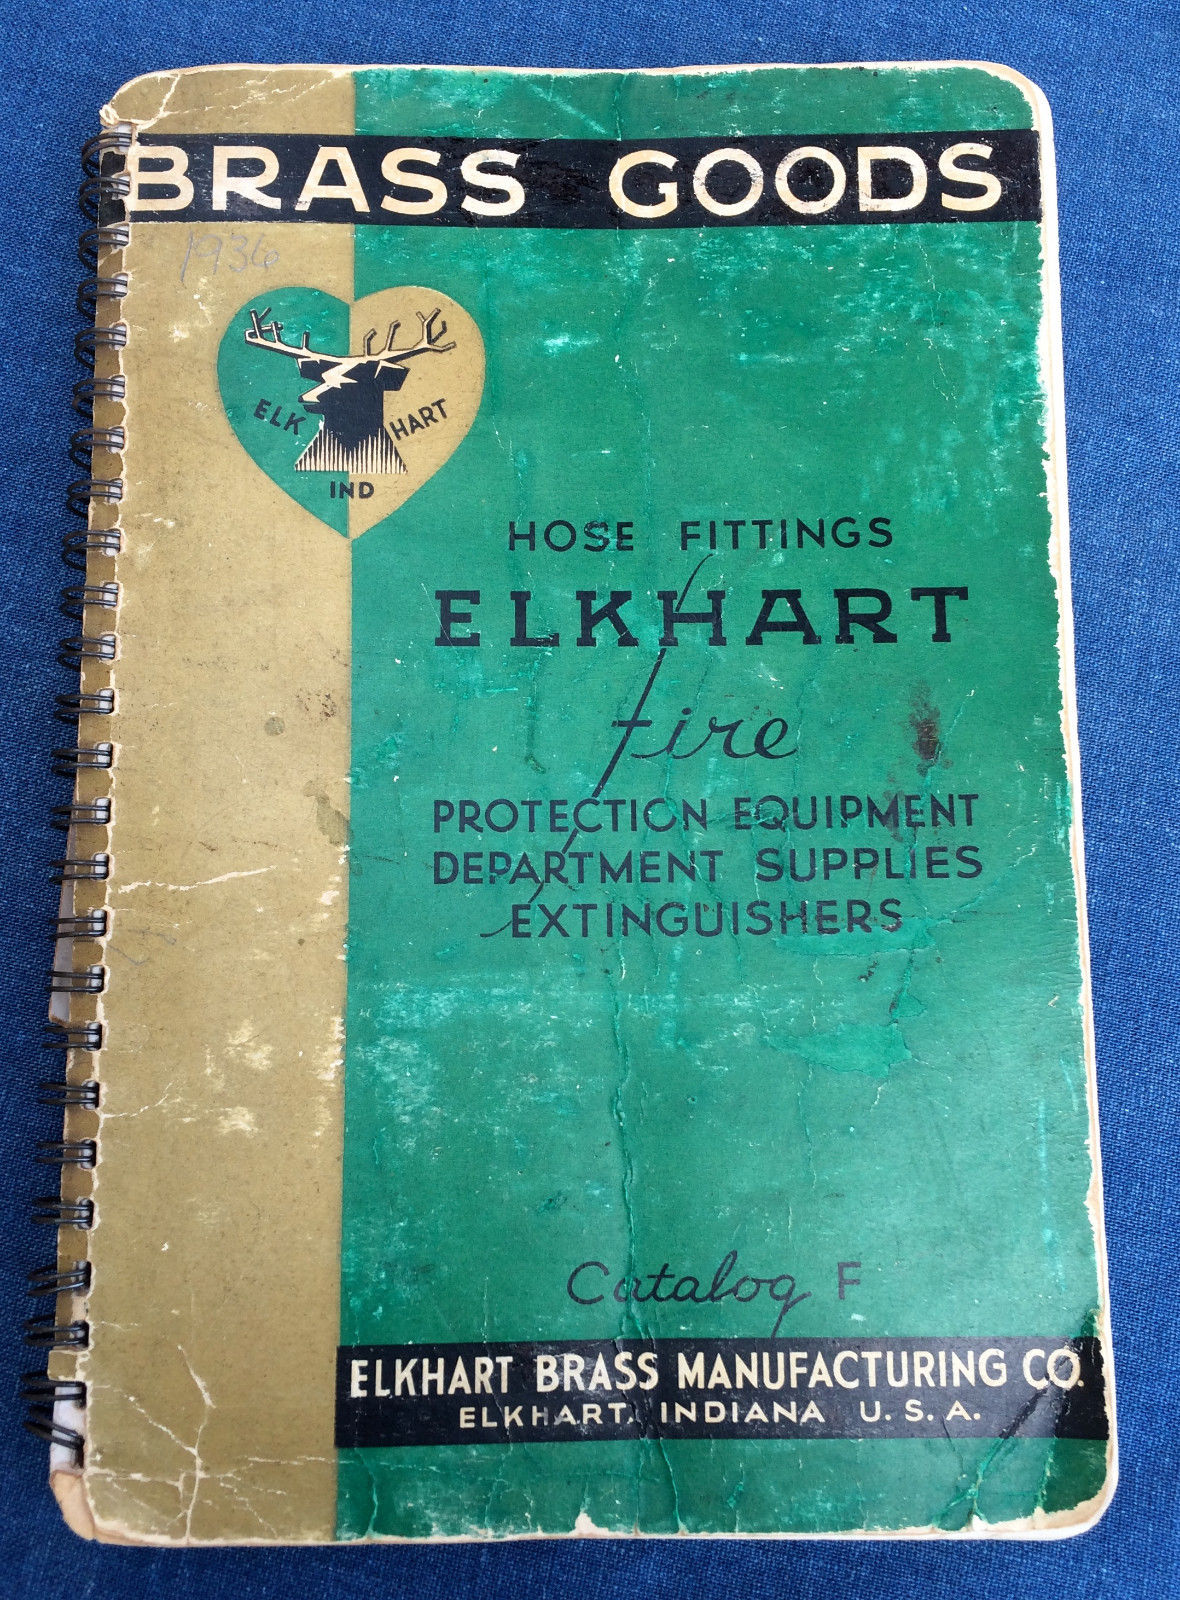 BRASS GOODS
1936
ELK HART
IND
HOSE FITTINGS
ELKHART
fire
PROTECTION EQUIPMENT
DEPARTMENT SUPPLIES
EXTINGUISHERS
Catalog F
ELKHART BRASS MANUFACTURING CO.
ELKHART, INDIANA U. S. A.